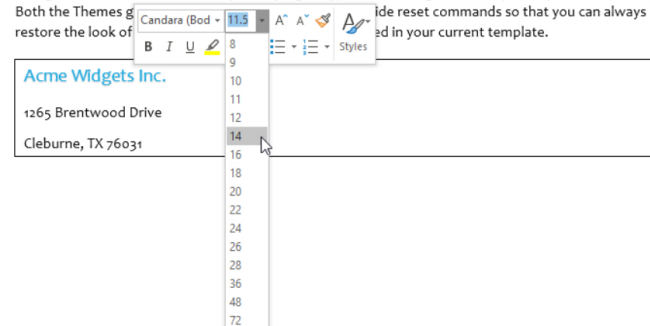 Both the Themes g ide reset commands so that you can always
Candara (Bod 11.5 A A
restore the look of ed in your current template.
B I U Styles
8
9
Acme Widgets Inc.
10
11
1265 Brentwood Drive
12
14
Cleburne, TX 76031
16
18
20
22
24
26
28
36
48
72